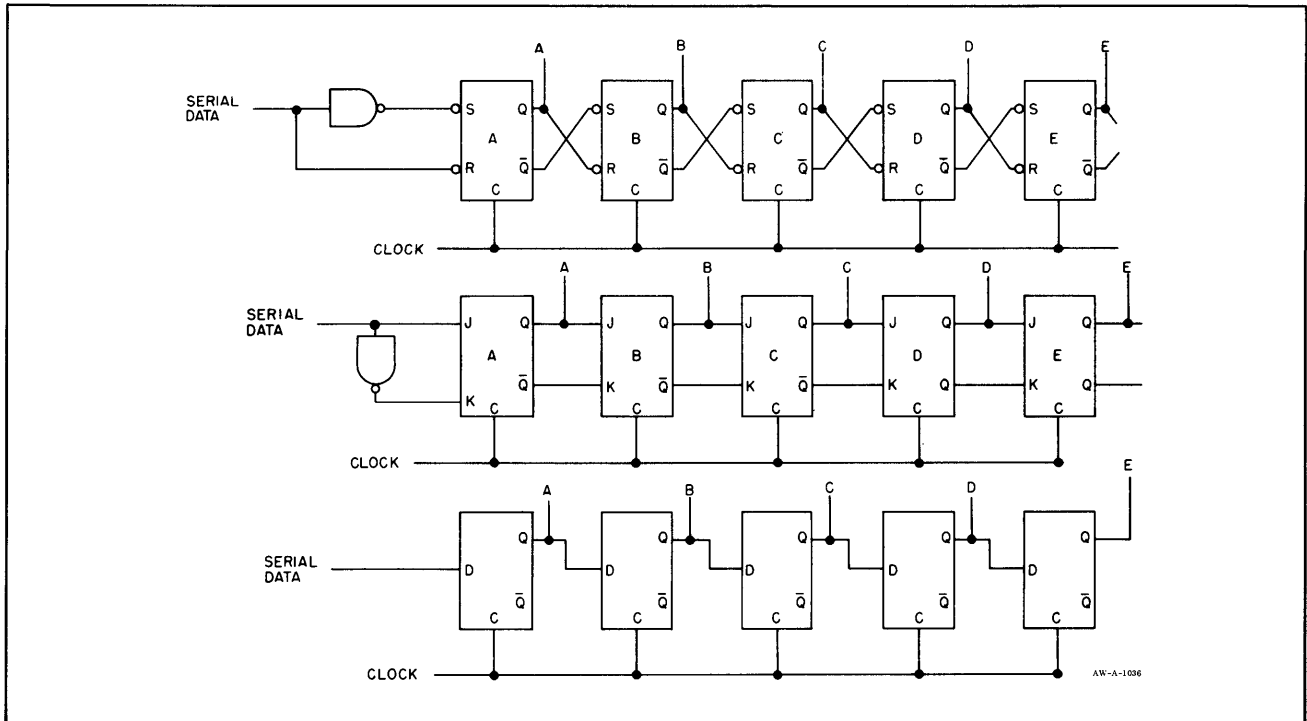 A B C D E
SERIAL
DATA
S Q S Q S Q S Q S Q
A B C D E
R Q̅ R Q̅ R Q̅ R Q̅ R Q̅
C C C C C
CLOCK
A B C D E
SERIAL
DATA
J Q J Q J Q J Q J Q
A B C D E
K Q̅ K Q̅ K Q̅ K Q K Q
C C C C C
CLOCK
A B C D E
Q Q Q Q Q
SERIAL
DATA
D D D D D
Q̅ Q̅ Q̅ Q̅ Q̅
C C C C C
CLOCK
AW-A-1036